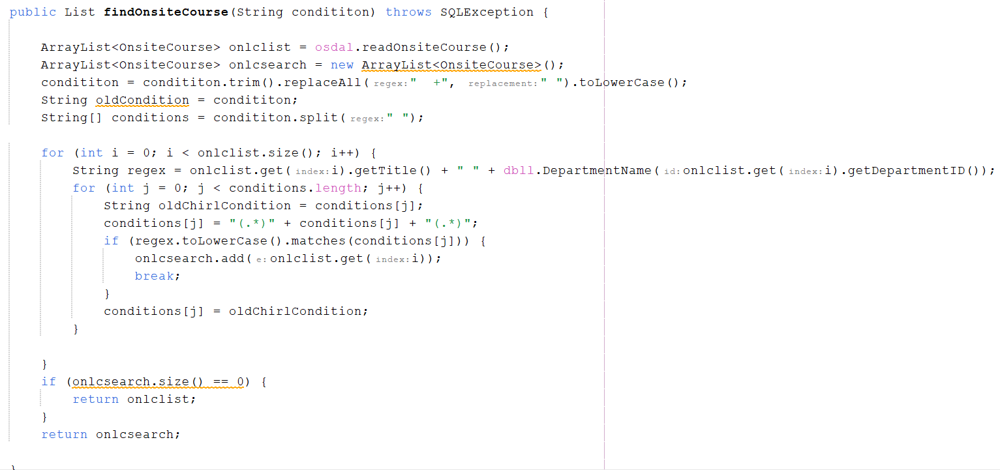 public List findOnsiteCourse(String condititon) throws SQLException {
ArrayList<OnsiteCourse> onlclist = osdal.readOnsiteCourse();
ArrayList<OnsiteCourse> onlcsearch = new ArrayList<OnsiteCourse>();
condititon = condititon.trim().replaceAll( regex: "  +",  replacement: " ").toLowerCase();
String oldCondition = condititon;
String[] conditions = condititon.split( regex: " ");
for (int i = 0; i < onlclist.size(); i++) {
String regex = onlclist.get( index: i).getTitle() + " " + dbll.DepartmentName( id: onlclist.get( index: i).getDepartmentID());
for (int j = 0; j < conditions.length; j++) {
String oldChirlCondition = conditions[j];
conditions[j] = "(.*)" + conditions[j] + "(.*)";
if (regex.toLowerCase().matches(conditions[j])) {
onlcsearch.add( e: onlclist.get( index: i));
break;
}
conditions[j] = oldChirlCondition;
}
}
if (onlcsearch.size() == 0) {
return onlclist;
}
return onlcsearch;
}